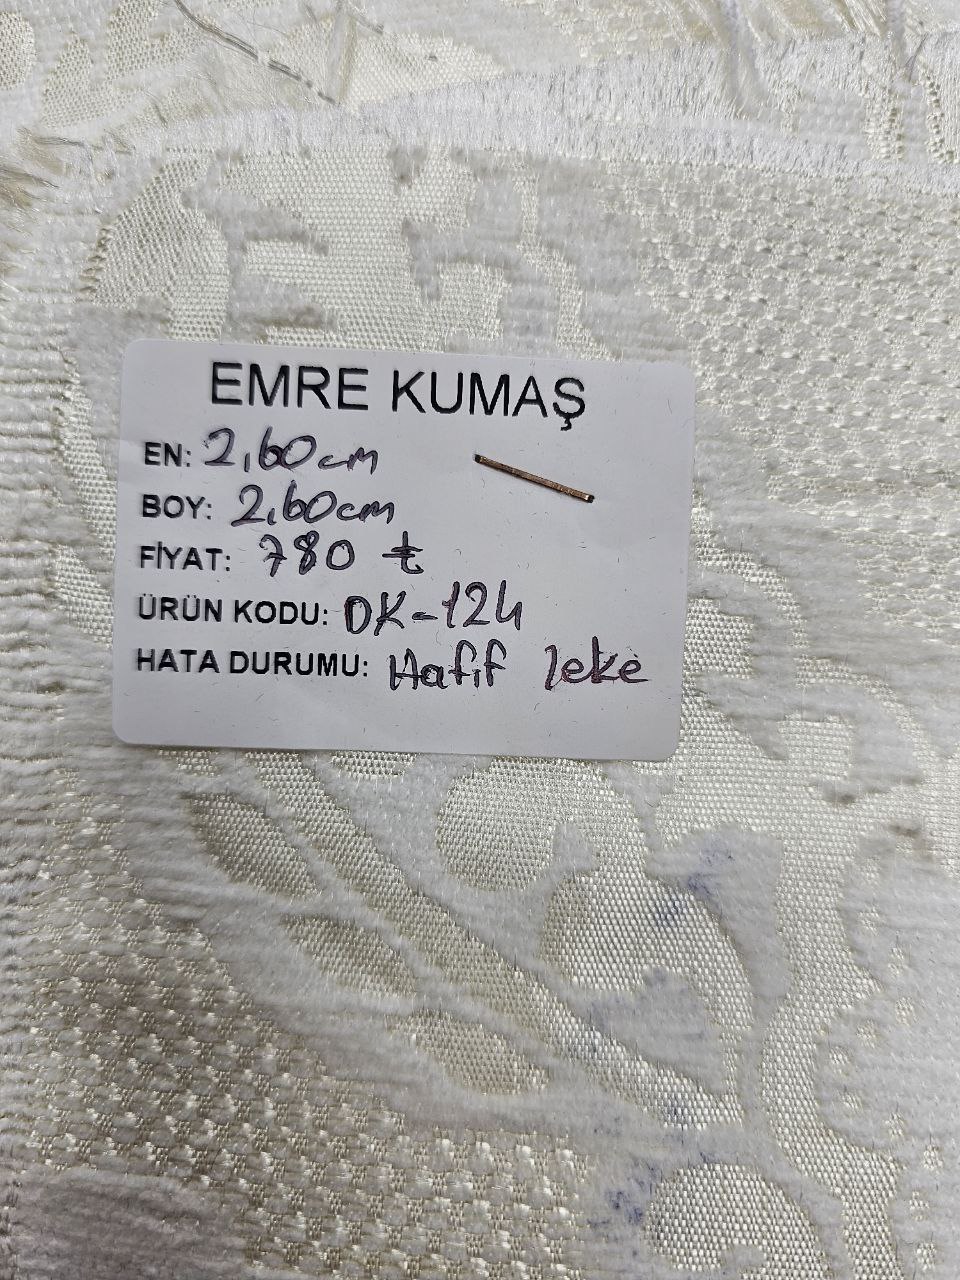 EMRE KUMAŞ
EN: 2,60cm
BOY: 2,60cm
FİYAT: 780 ₺
ÜRÜN KODU: DK-124
HATA DURUMU: Hafif leke